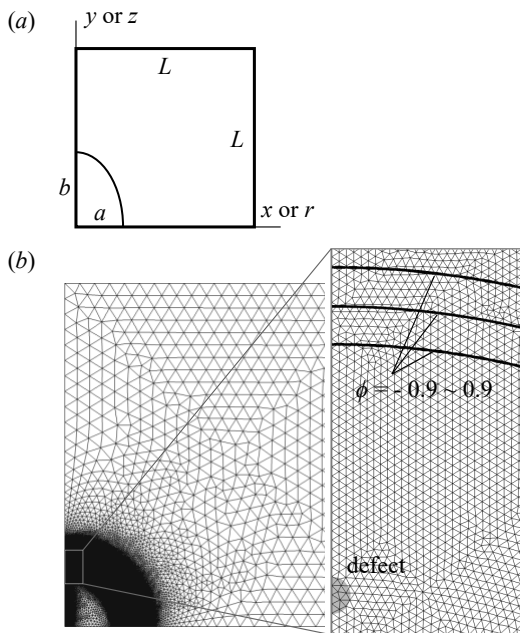 (a)
y or z
L
L
b
a
x or r
(b)
ϕ = - 0.9 ~ 0.9
defect